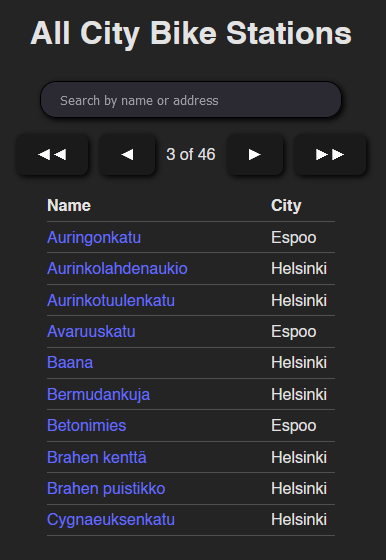 All City Bike Stations
Search by name or address
3 of 46
Name City
Auringonkatu Espoo
Aurinkolahdenaukio Helsinki
Aurinkotuulenkatu Helsinki
Avaruuskatu Espoo
Baana Helsinki
Bermudankuja Helsinki
Betonimies Espoo
Brahen kenttä Helsinki
Brahen puistikko Helsinki
Cygnaeuksenkatu Helsinki